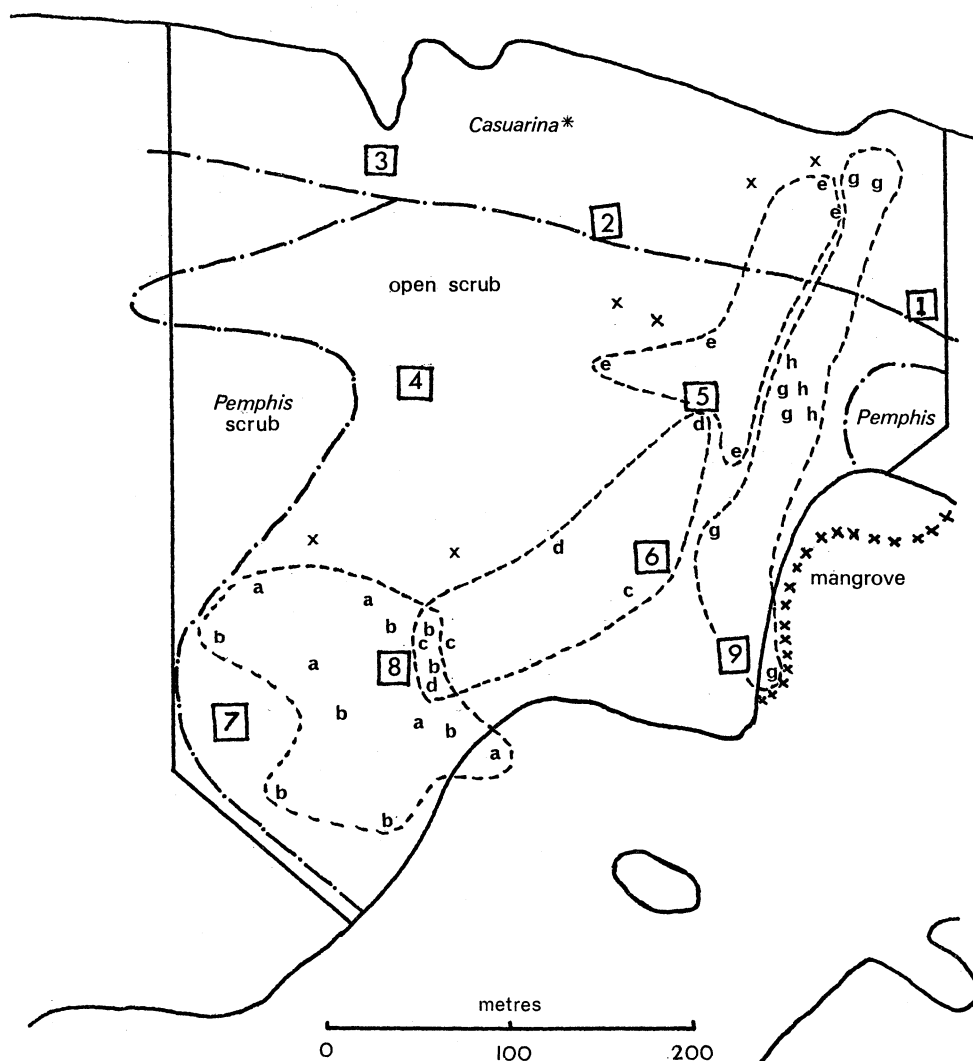 Casuarina*
3
x
x
e
g
g
e
2
open scrub
x
x
1
e
e
h
4
g
h
5
g
h
Pemphis
scrub
Pemphis
d
e
x
x
d
g
6
mangrove
a
a
c
b
b
b
c
c
a
8
b
d
9
g
7
b
a
b
a
b
b
metres
0
100
200